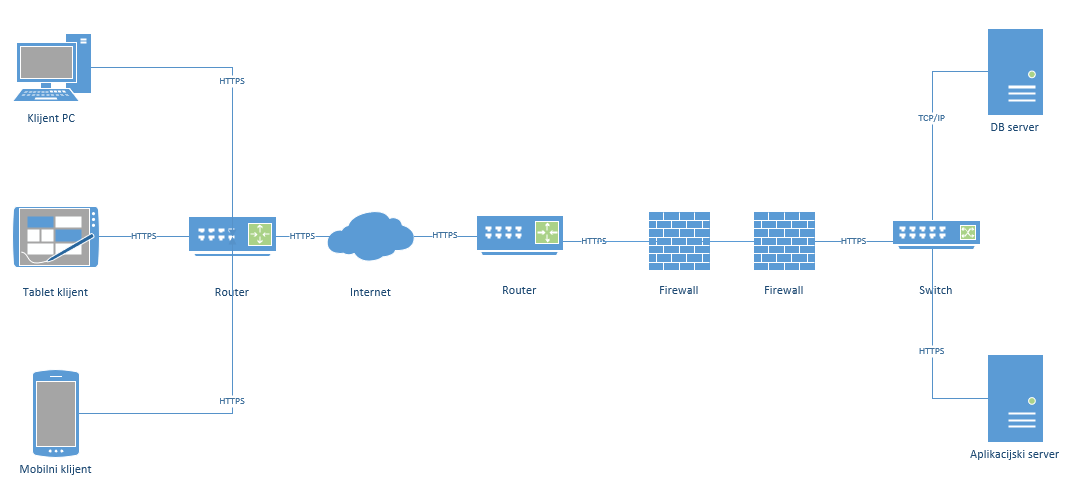 HTTPS
Klijent PC
TCP/IP
DB server
HTTPS
HTTPS
HTTPS
HTTPS
HTTPS
Tablet klijent
Router
Internet
Router
Firewall
Firewall
Switch
HTTPS
HTTPS
Mobilni klijent
Aplikacijski server